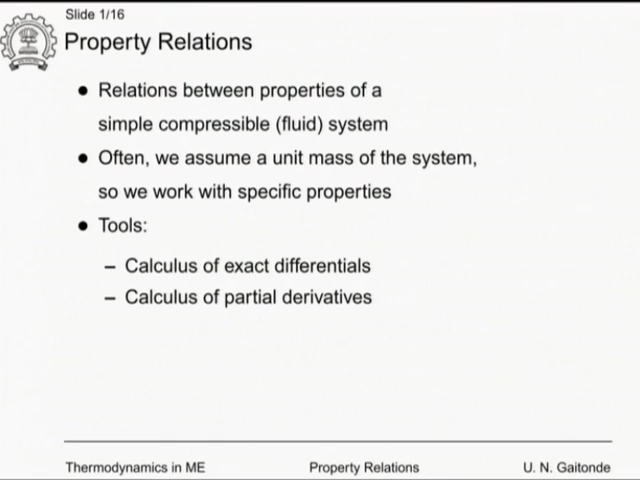 Slide 1/16
Property Relations
● Relations between properties of a
simple compressible (fluid) system
● Often, we assume a unit mass of the system,
so we work with specific properties
● Tools:
– Calculus of exact differentials
– Calculus of partial derivatives
Thermodynamics in ME Property Relations U. N. Gaitonde